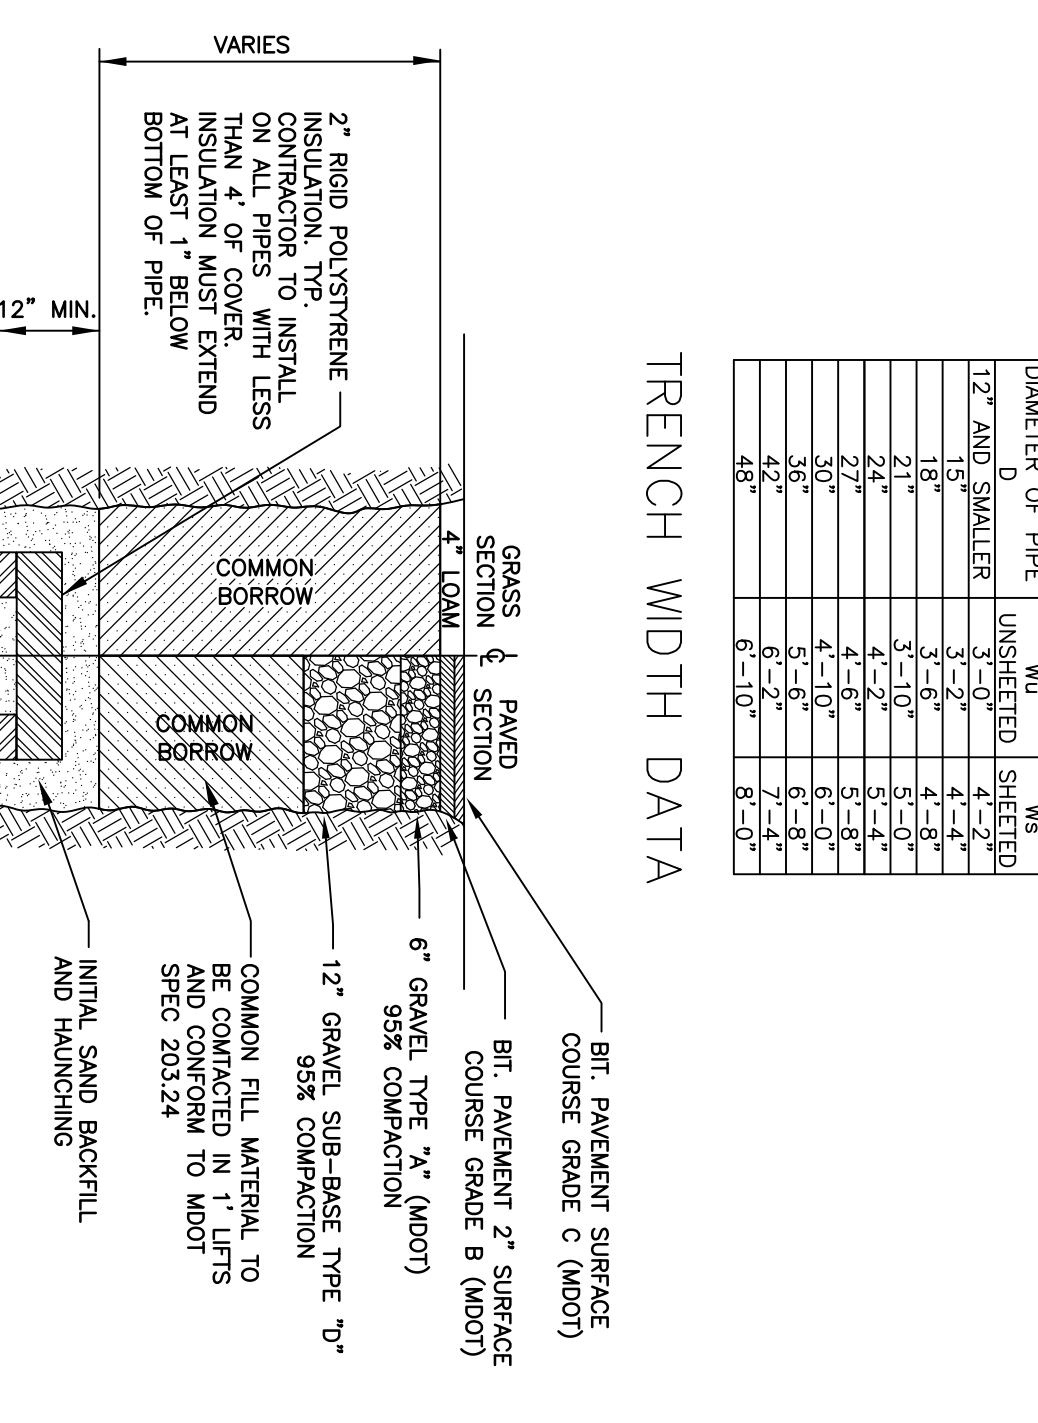 DIAMETER OF PIPE
D
Wu
UNSHEETED
Ws
SHEETED
12" AND SMALLER 3'-0" 4'-2"
15" 3'-2" 4'-4"
18" 3'-6" 4'-8"
21" 3'-10" 5'-0"
24" 4'-2" 5'-4"
27" 4'-6" 5'-8"
30" 4'-10" 6'-0"
36" 5'-6" 6'-8"
42" 6'-2" 7'-4"
48" 6'-10" 8'-0"
TRENCH WIDTH DATA
GRASS
SECTION
PAVED
SECTION
CL
4" LOAM
COMMON
BORROW
COMMON
BORROW
VARIES
12" MIN.
2" RIGID POLYSTYRENE
INSULATION. TYP.
CONTRACTOR TO INSTALL
ON ALL PIPES WITH LESS
THAN 4' OF COVER.
INSULATION MUST EXTEND
AT LEAST 1" BELOW
BOTTOM OF PIPE.
BIT. PAVEMENT SURFACE
COURSE GRADE C (MDOT)
BIT. PAVEMENT 2" SURFACE
COURSE GRADE B (MDOT)
6" GRAVEL TYPE "A" (MDOT)
95% COMPACTION
12" GRAVEL SUB-BASE TYPE "D"
95% COMPACTION
COMMON FILL MATERIAL TO
BE COMTACTED IN 1' LIFTS
AND CONFORM TO MDOT
SPEC 203.24
INITIAL SAND BACKFILL
AND HAUNCHING